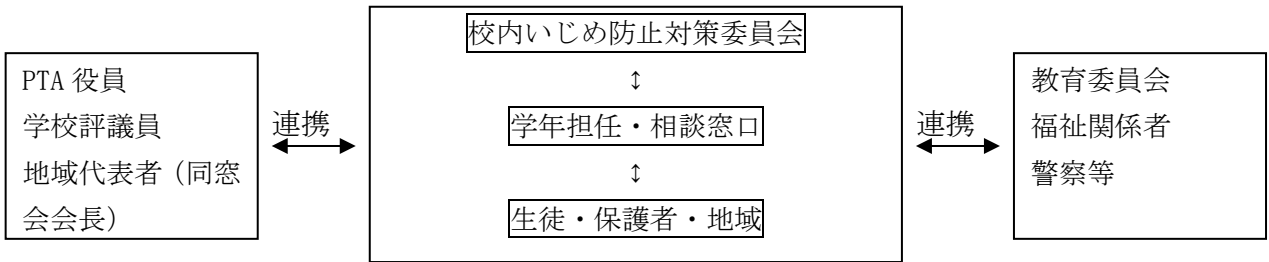 PTA 役員
学校評議員
地域代表者（同窓
会会長）
連携
校内いじめ防止対策委員会
↕
学年担任・相談窓口
↕
生徒・保護者・地域
連携
教育委員会
福祉関係者
警察等